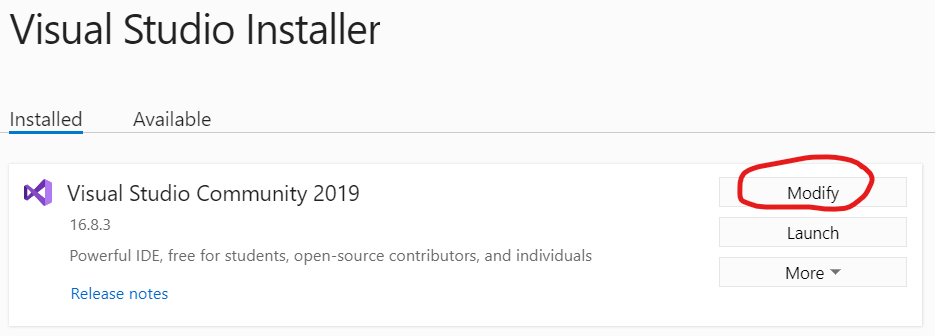 Visual Studio Installer
Installed
Available
Visual Studio Community 2019
Modify
16.8.3
Launch
Powerful IDE, free for students, open-source contributors, and individuals
More
Release notes